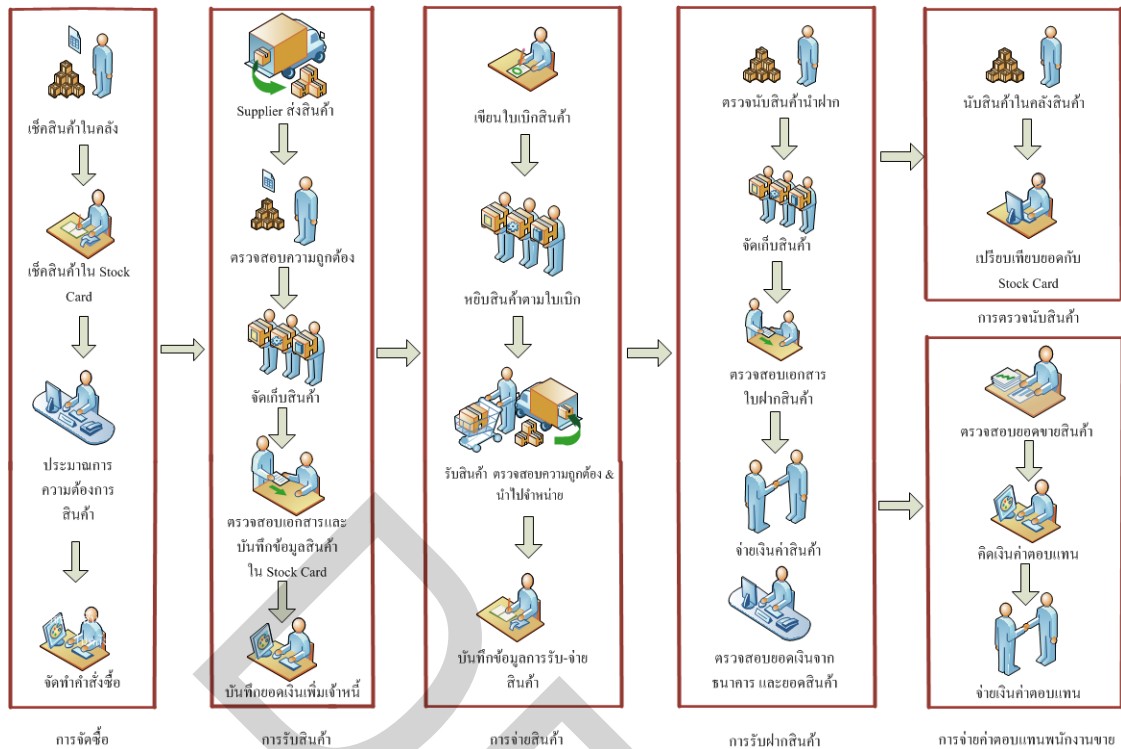 เช็คสินค้าในคลัง
เช็คสินค้าใน Stock
Card
ประมาณการ
ความต้องการ
สินค้า
จัดทำคำสั่งซื้อ
การจัดซื้อ
Supplier ส่งสินค้า
ตรวจสอบความถูกต้อง
จัดเก็บสินค้า
ตรวจสอบเอกสารและ
บันทึกข้อมูลสินค้า
ใน Stock Card
บันทึกยอดเงินเพิ่มเจ้าหนี้
การรับสินค้า
เขียนใบเบิกสินค้า
หยิบสินค้าตามใบเบิก
รับสินค้า ตรวจสอบความถูกต้อง &
นำไปจำหน่าย
บันทึกข้อมูลการรับ-จ่าย
สินค้า
การจ่ายสินค้า
ตรวจนับสินค้านำฝาก
จัดเก็บสินค้า
ตรวจสอบเอกสาร
ใบฝากสินค้า
จ่ายเงินค่าสินค้า
ตรวจสอบยอดเงินจาก
ธนาคาร และยอดสินค้า
การรับฝากสินค้า
นับสินค้าในคลังสินค้า
เปรียบเทียบยอดกับ
Stock Card
การตรวจนับสินค้า
ตรวจสอบยอดขายสินค้า
คิดเงินค่าตอบแทน
จ่ายเงินค่าตอบแทน
การจ่ายค่าตอบแทนพนักงานขาย